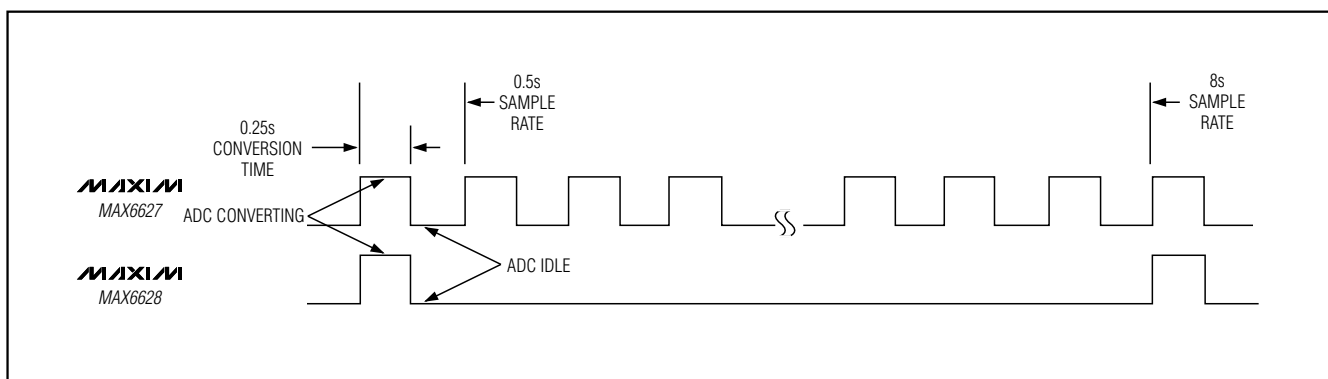 0.5s
SAMPLE
RATE
8s
SAMPLE
RATE
0.25s
CONVERSION
TIME
MAXIM
MAX6627
ADC CONVERTING
ADC IDLE
MAXIM
MAX6628